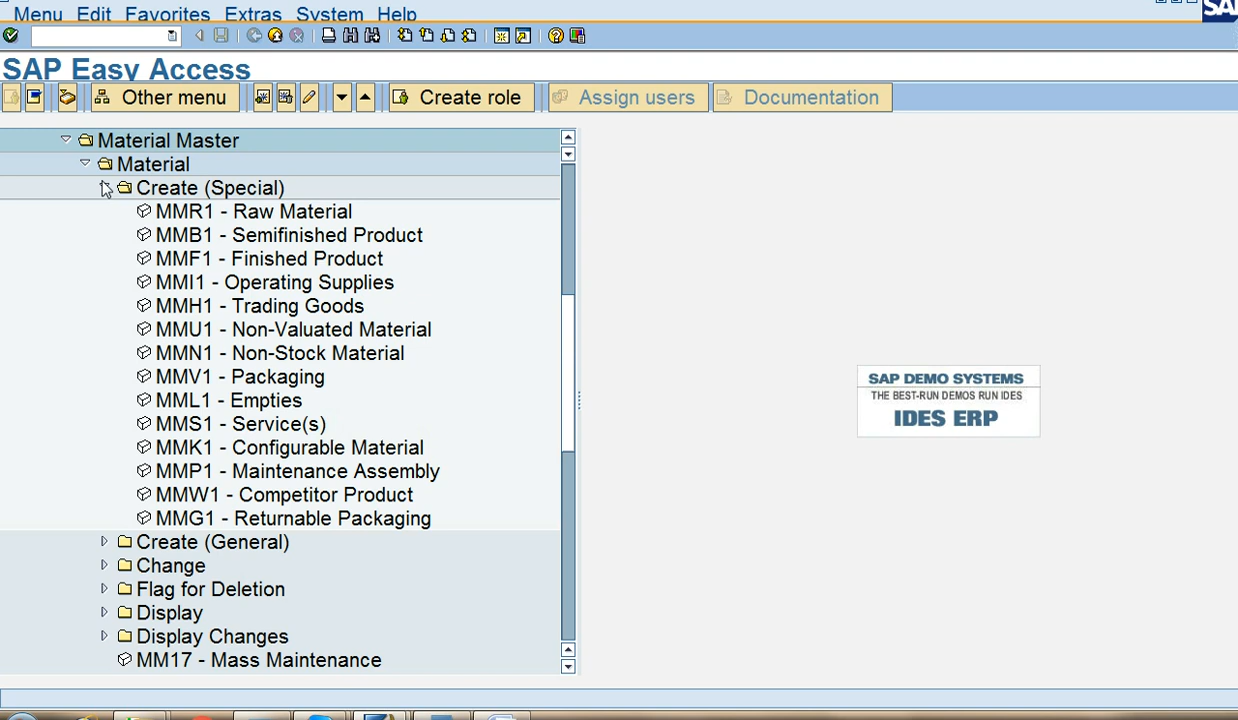 Menu Edit Favorites Extras System Help
SAP
SAP Easy Access
Other menu Create role Assign users Documentation
Material Master
Material
Create (Special)
MMR1 - Raw Material
MMB1 - Semifinished Product
MMF1 - Finished Product
MMI1 - Operating Supplies
MMH1 - Trading Goods
MMU1 - Non-Valuated Material
MMN1 - Non-Stock Material
MMV1 - Packaging
MML1 - Empties
MMS1 - Service(s)
MMK1 - Configurable Material
MMP1 - Maintenance Assembly
MMW1 - Competitor Product
MMG1 - Returnable Packaging
Create (General)
Change
Flag for Deletion
Display
Display Changes
MM17 - Mass Maintenance
SAP DEMO SYSTEMS
THE BEST-RUN DEMOS RUN IDES
IDES ERP